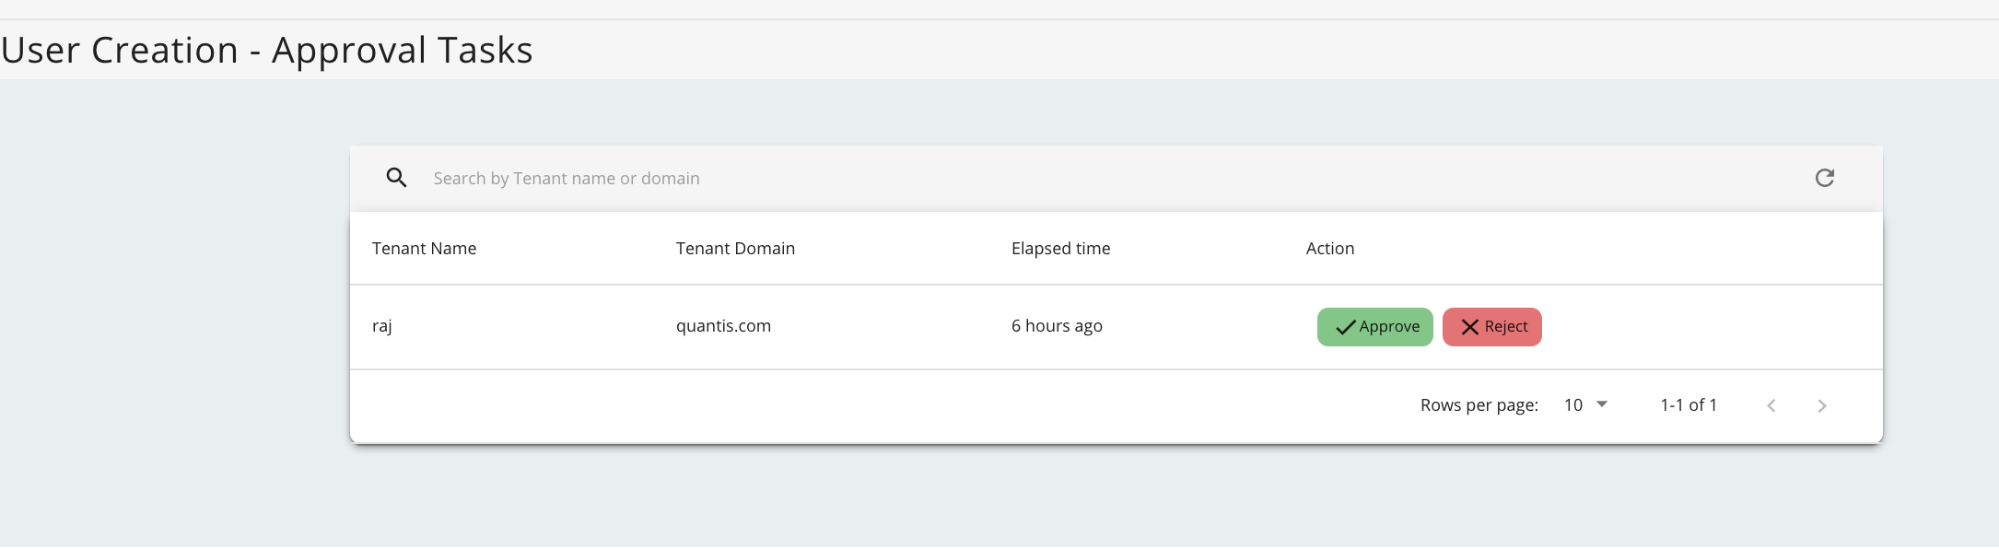 User Creation - Approval Tasks
Search by Tenant name or domain
Tenant Name Tenant Domain Elapsed time Action
raj quantis.com 6 hours ago Approve Reject
Rows per page: 10 1-1 of 1